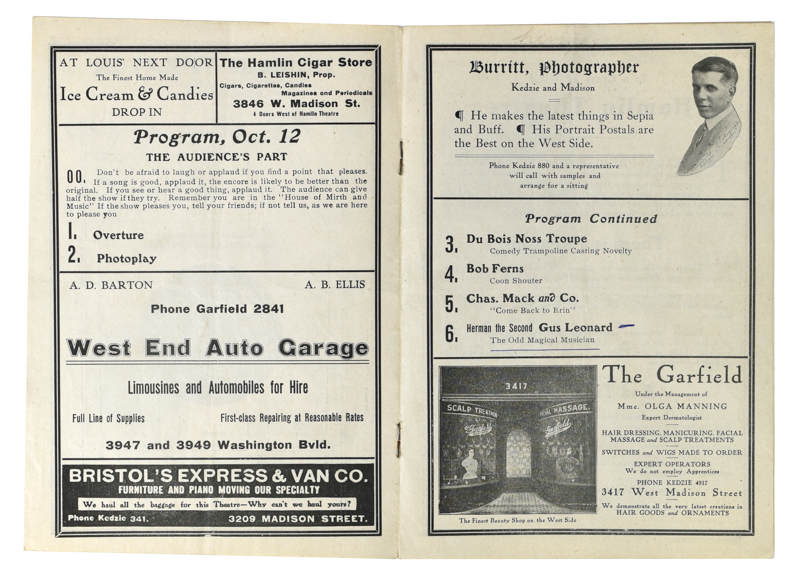 AT LOUIS' NEXT DOOR
The Finest Home Made
Ice Cream & Candies
DROP IN
The Hamlin Cigar Store
B. LEISHIN, Prop.
Cigars, Cigarettes, Candies
Magazines and Periodicals
3846 W. Madison St.
4 Doors West of Hamlin Theatre
Program, Oct. 12
THE AUDIENCE'S PART
00. Don't be afraid to laugh or applaud if you find a point that pleases.
If a song is good, applaud it, the encore is likely to be better than the
original. If you see or hear a good thing, applaud it. The audience can give
half the show if they try. Remember you are in the "House of Mirth and
Music" If the show pleases you, tell your friends; if not tell us, as we are here
to please you
1. Overture
2. Photoplay
A. D. BARTON A. B. ELLIS
Phone Garfield 2841
West End Auto Garage
Limousines and Automobiles for Hire
Full Line of Supplies First-class Repairing at Reasonable Rates
3947 and 3949 Washington Bvld.
BRISTOL'S EXPRESS & VAN CO.
FURNITURE AND PIANO MOVING OUR SPECIALTY
We haul all the baggage for this Theatre—Why can't we haul yours?
Phone Kedzie 341. 3209 MADISON STREET.
Burritt, Photographer
Kedzie and Madison
¶ He makes the latest things in Sepia
and Buff. ¶ His Portrait Postals are
the Best on the West Side.
Phone Kedzie 880 and a representative
will call with samples and
arrange for a sitting
Program Continued
3. Du Bois Noss Troupe
Comedy Trampoline Casting Novelty
4. Bob Ferns
Coon Shouter
5. Chas. Mack and Co.
"Come Back to Erin"
6. Herman the Second Gus Leonard
The Odd Magical Musician
3417
SCALP TREATMENT
FACIAL MASSAGE
Garfield
Garfield
The Finest Beauty Shop on the West Side
The Garfield
Under the Management of
Mme. OLGA MANNING
Expert Dermatologist
HAIR DRESSING, MANICURING, FACIAL
MASSAGE and SCALP TREATMENTS
SWITCHES and WIGS MADE TO ORDER
EXPERT OPERATORS
We do not employ Apprentices
PHONE KEDZIE 4017
3417 West Madison Street
We demonstrate all the very latest creations in
HAIR GOODS and ORNAMENTS